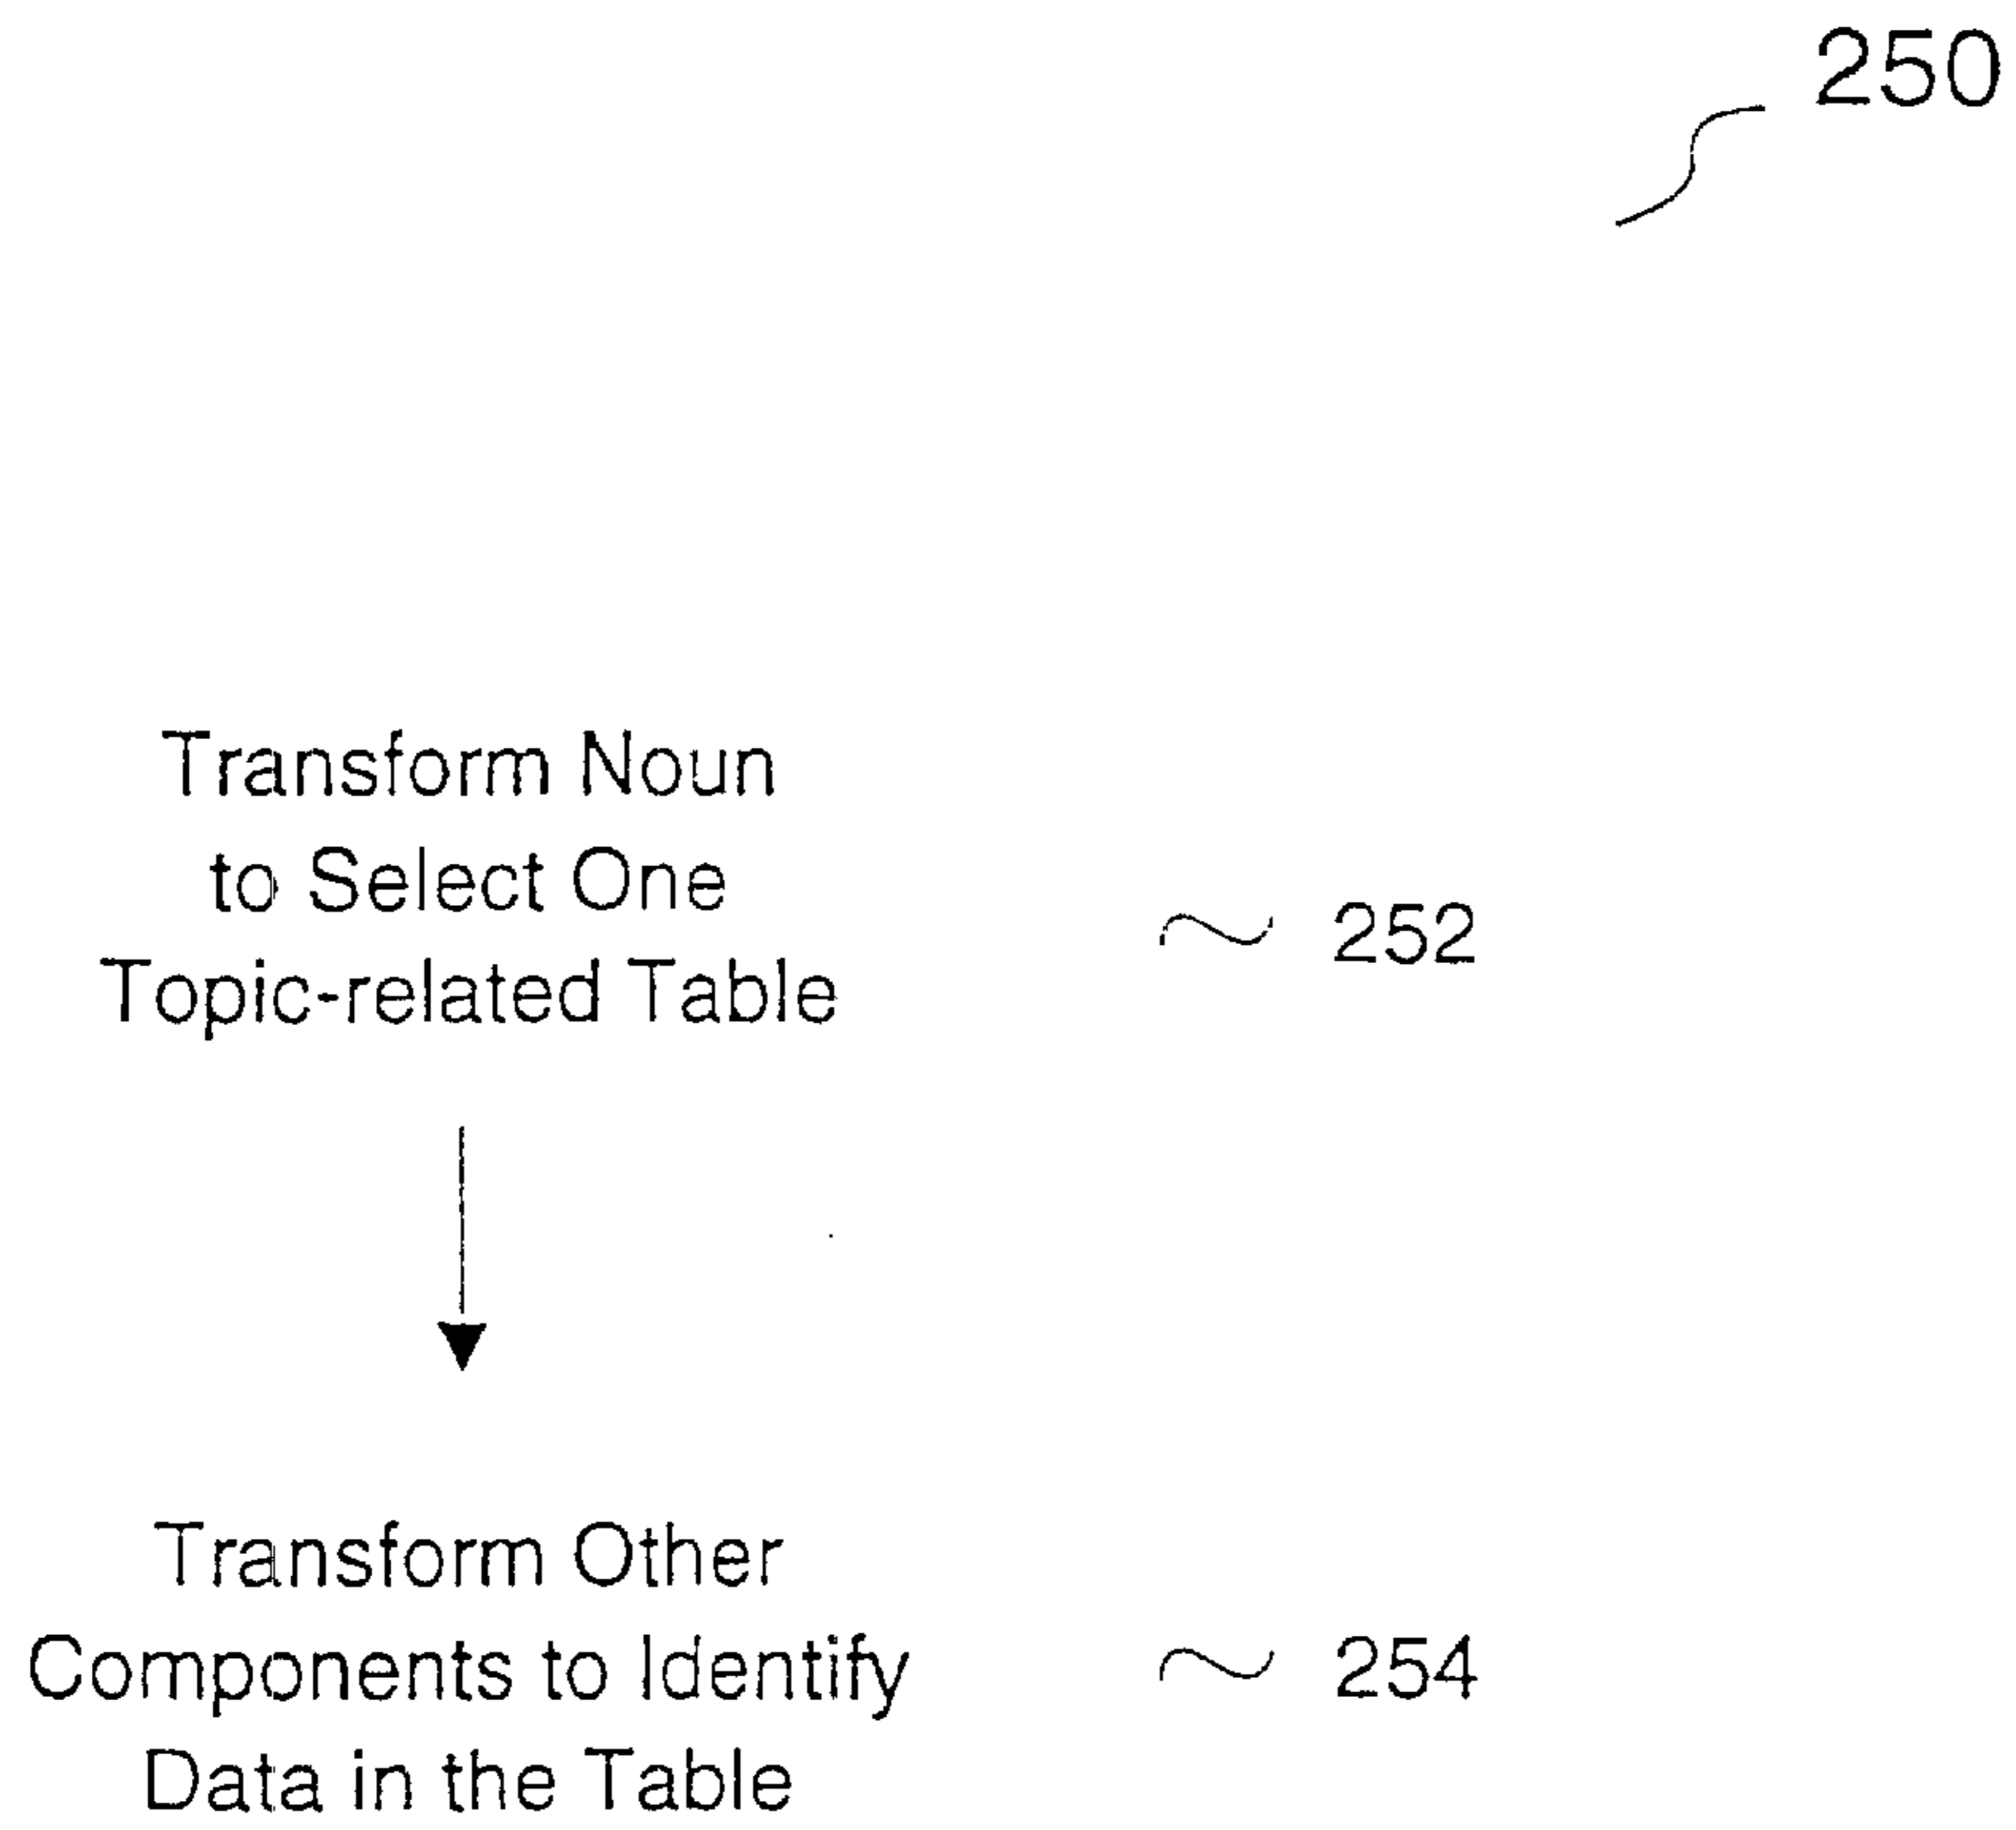 250
Transform Noun
to Select One
Topic-related Table
252
Transform Other
Components to Identify
Data in the Table
254